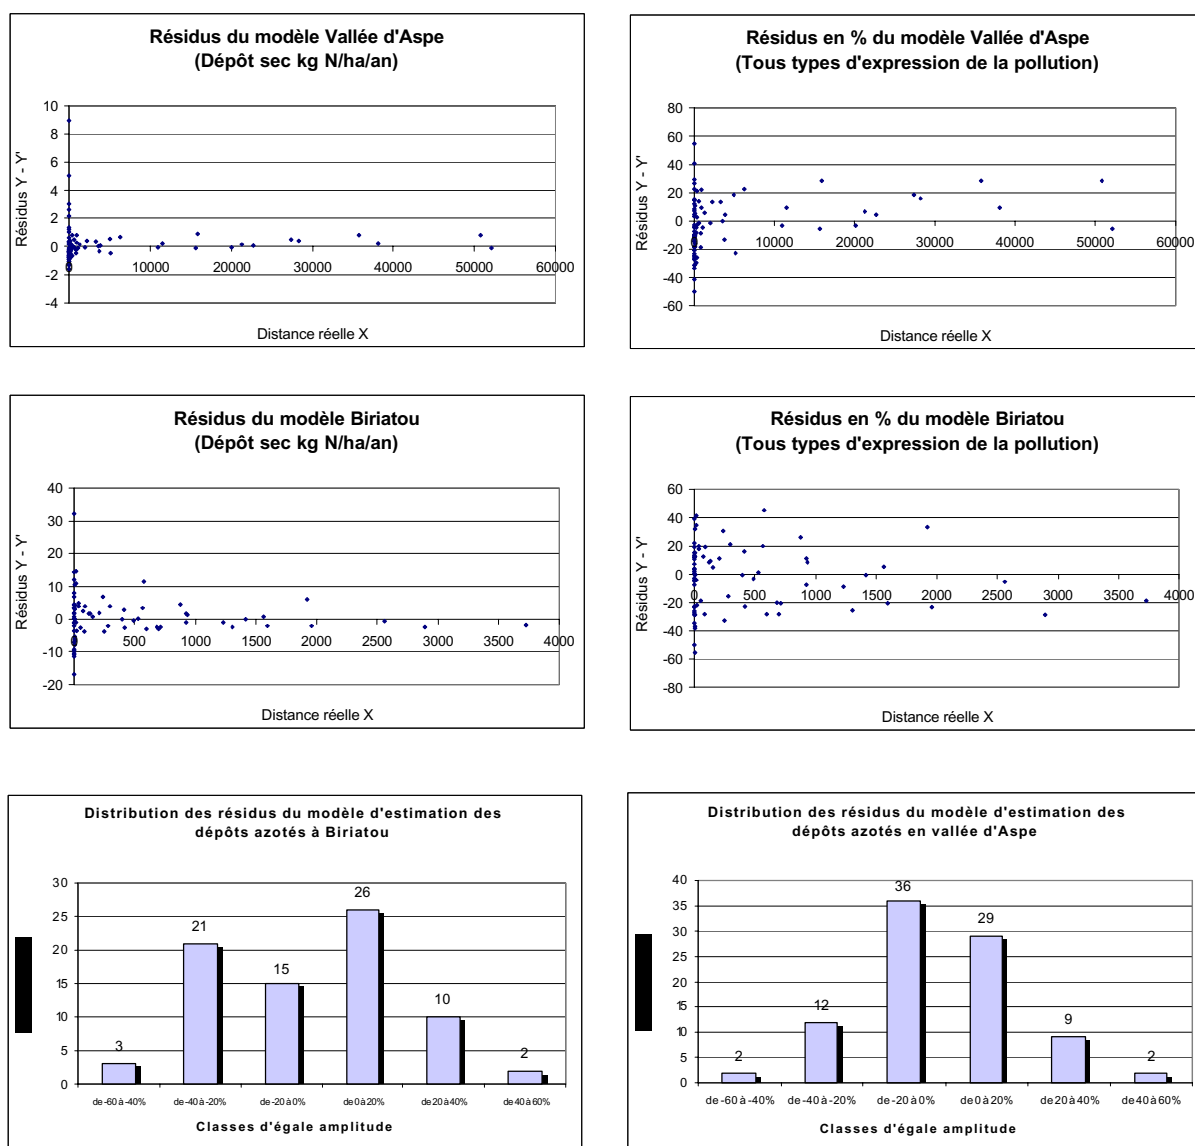 Résidus du modèle Vallée d'Aspe
(Dépôt sec kg N/ha/an)
10
8
6
4
2
0
-2
-4
0
10000
20000
30000
40000
50000
60000
Résidus Y - Y'
Distance réelle X
Résidus en % du modèle Vallée d'Aspe
(Tous types d'expression de la pollution)
80
60
40
20
0
-20
-40
-60
10000
20000
30000
40000
50000
60000
Résidus Y - Y'
Distance réelle X
Résidus du modèle Biriatou
(Dépôt sec kg N/ha/an)
40
30
20
10
0
-10
-20
0
500
1000
1500
2000
2500
3000
3500
4000
Résidus Y - Y'
Distance réelle X
Résidus en % du modèle Biriatou
(Tous types d'expression de la pollution)
60
40
20
0
-20
-40
-60
-80
0
500
1000
1500
2000
2500
3000
3500
4000
Résidus Y - Y'
Distance réelle X
Distribution des résidus du modèle d'estimation des
dépôts azotés à Biriatou
30
25
20
15
10
5
0
3
21
15
26
10
2
de -60 à -40%
de -40 à -20%
de -20 à 0%
de 0 à 20%
de 20 à 40%
de 40 à 60%
Classes d'égale amplitude
Distribution des résidus du modèle d'estimation des
dépôts azotés en vallée d'Aspe
40
35
30
25
20
15
10
5
0
2
12
36
29
9
2
de -60 à -40%
de -40 à -20%
de -20 à 0%
de 0 à 20%
de 20 à 40%
de 40 à 60%
Classes d'égale amplitude